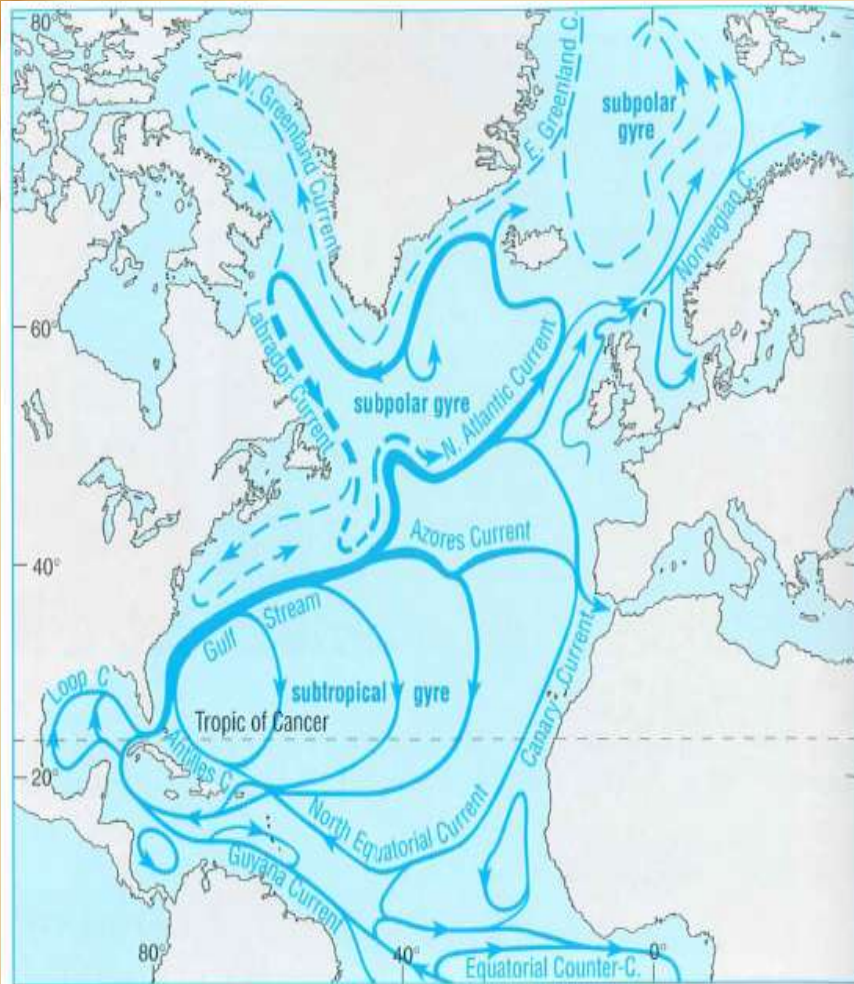 80°
W. Greenland Current
E. Greenland C.
subpolar
gyre
Norwegian C.
60°
Labrador Current
subpolar gyre
N. Atlantic Current
Azores Current
40°
Gulf Stream
Loop C
subtropical gyre
Tropic of Cancer
Canary Current
Antilles C.
20°
North Equatorial Current
Guyana Current
80°
40°
0°
Equatorial Counter-C.